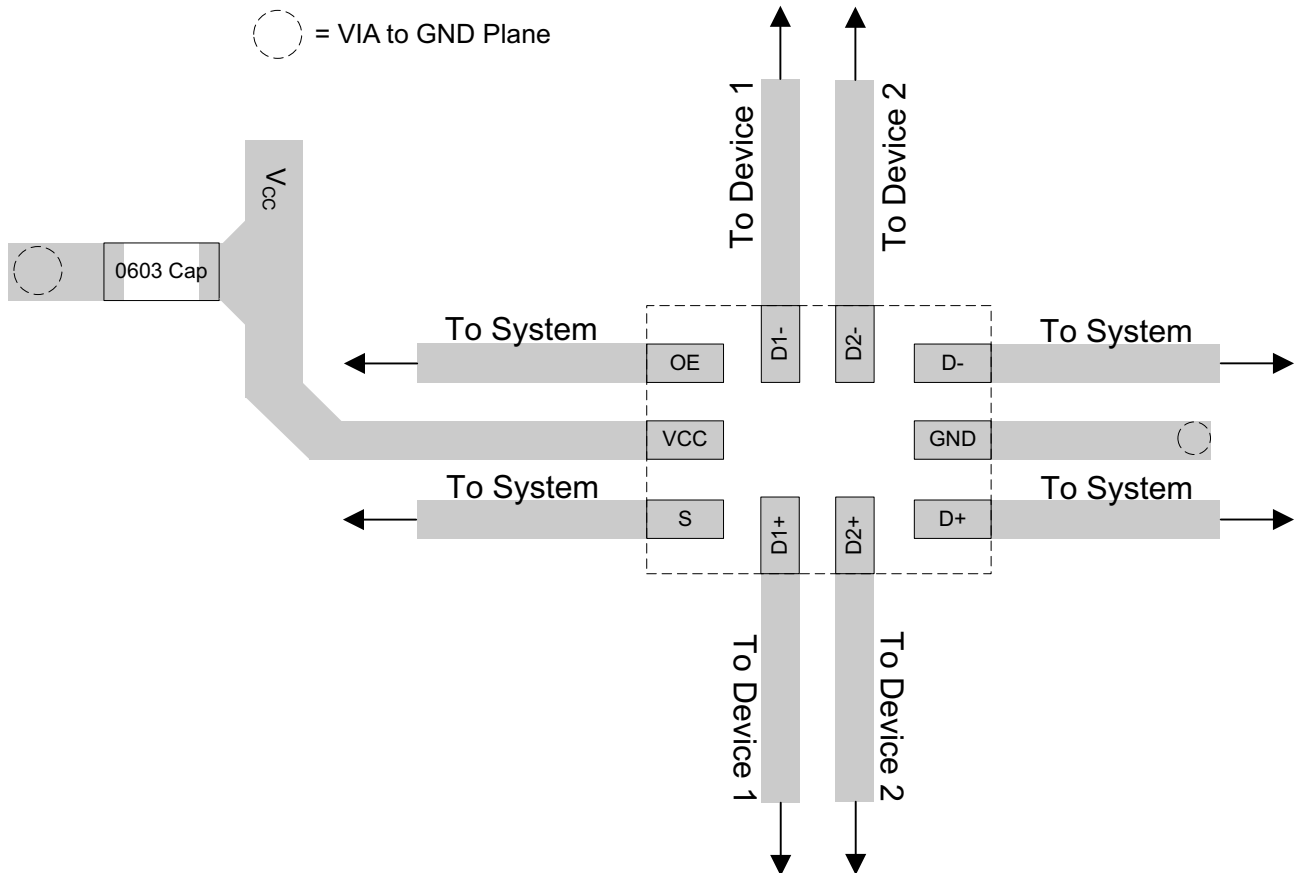 = VIA to GND Plane
To Device 1
To Device 2
VCC
0603 Cap
To System
To System
OE
D1-
D2-
D-
VCC
GND
To System
To System
S
D1+
D2+
D+
To Device 1
To Device 2